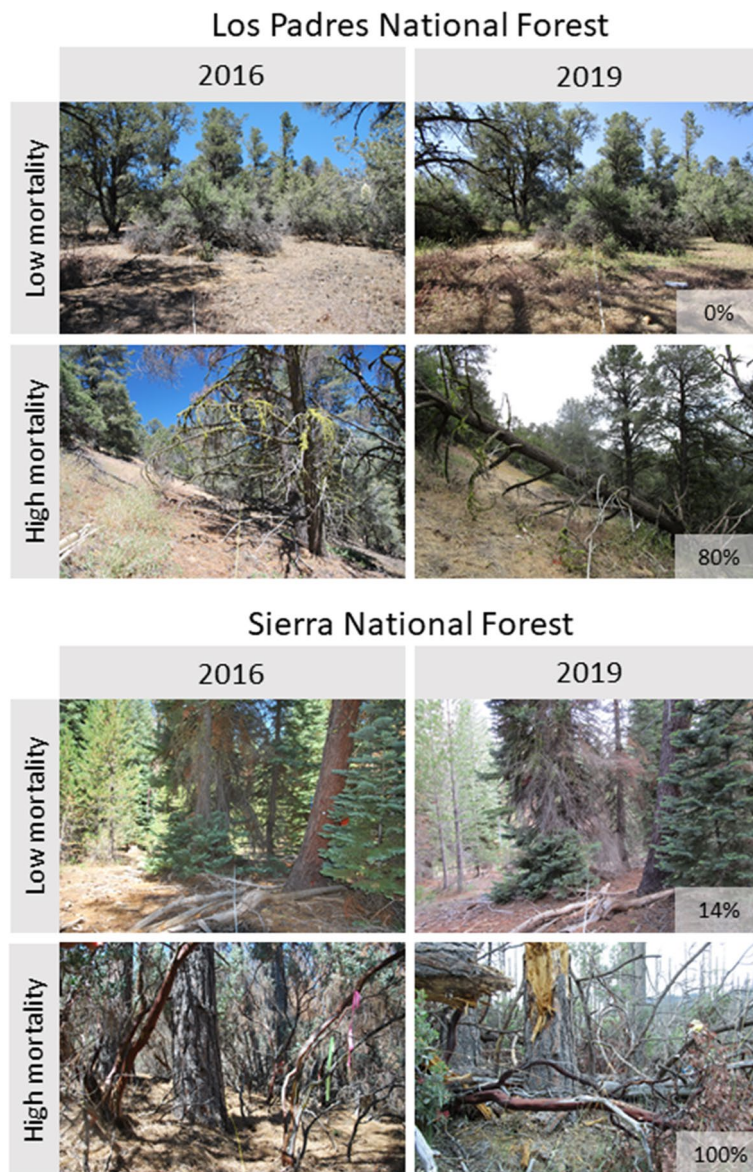 Los Padres National Forest
2016
2019
Low mortality
0%
High mortality
80%
Sierra National Forest
2016
2019
Low mortality
14%
High mortality
100%